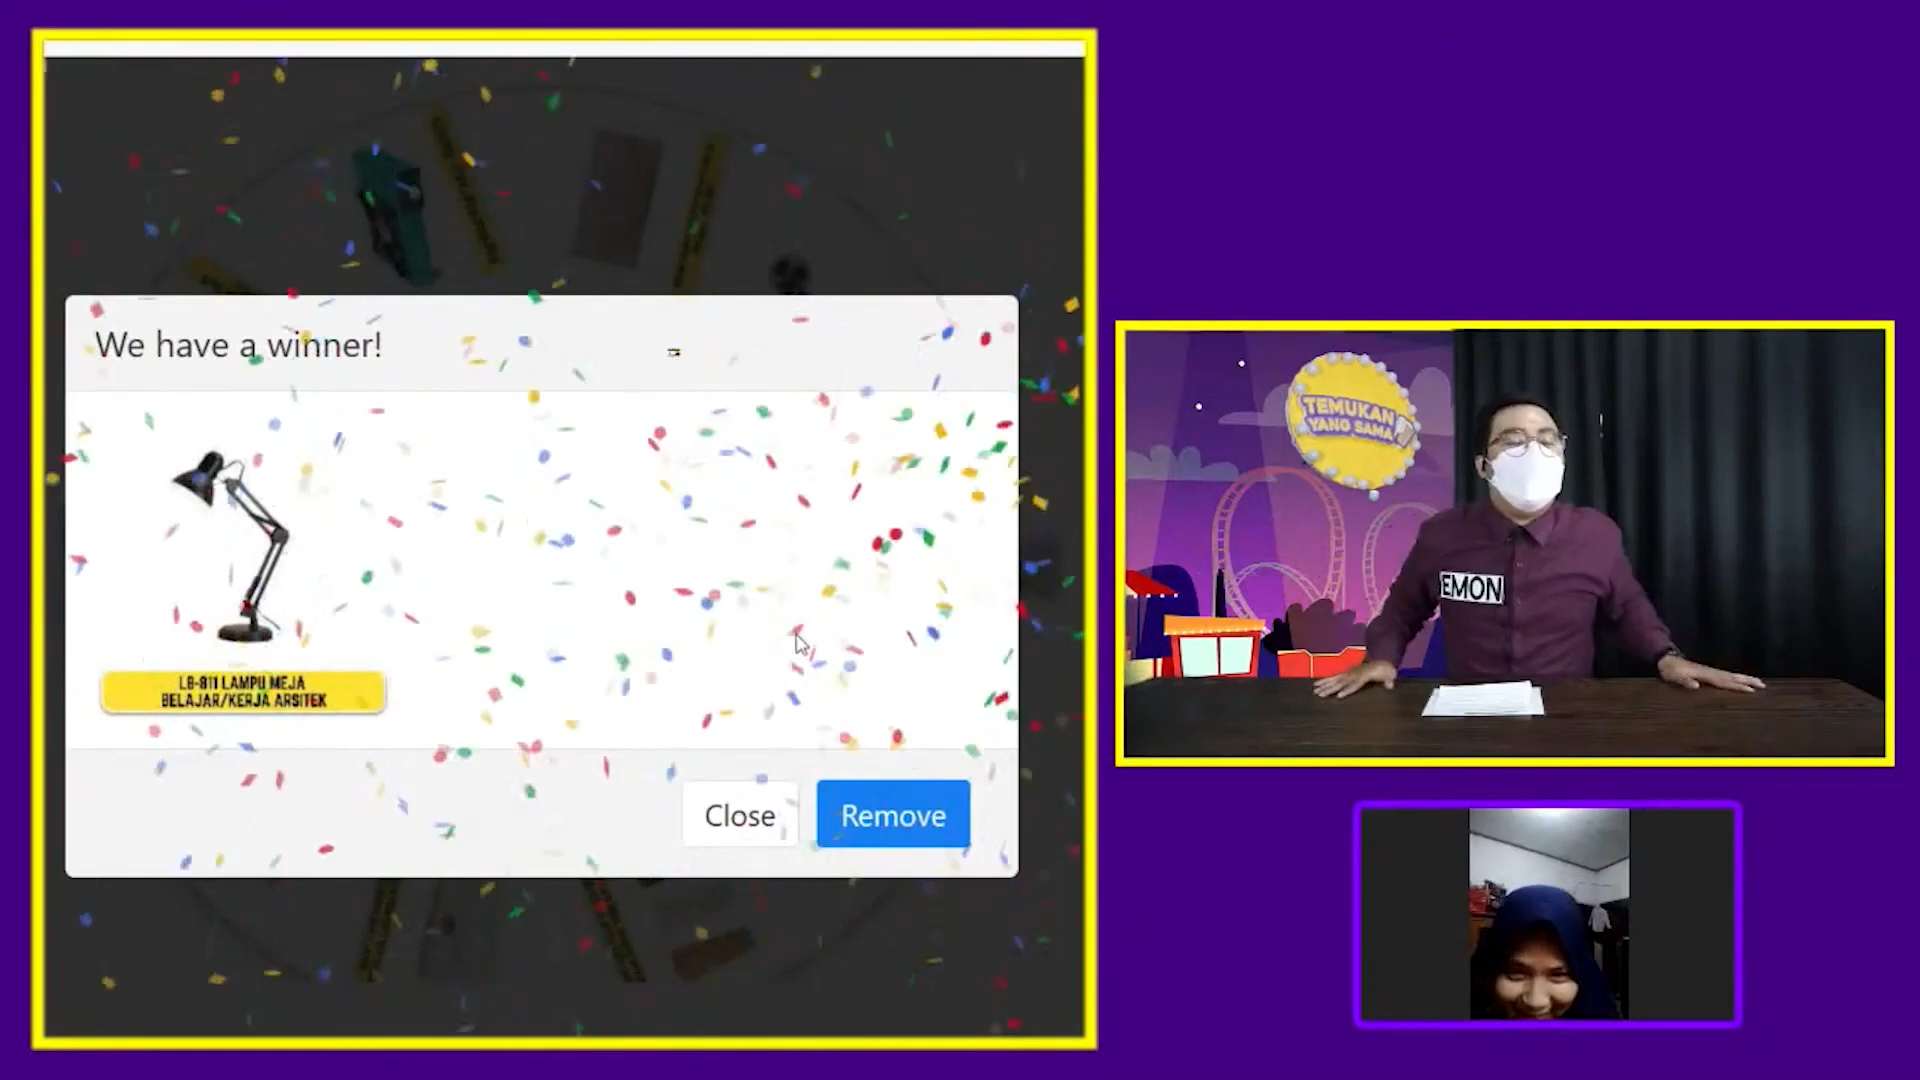 We have a winner!
LB-811 LAMPU MEJA
BELAJAR/KERJA ARSITEK
Close
Remove
TEMUKAN
YANG SAMA
EMON